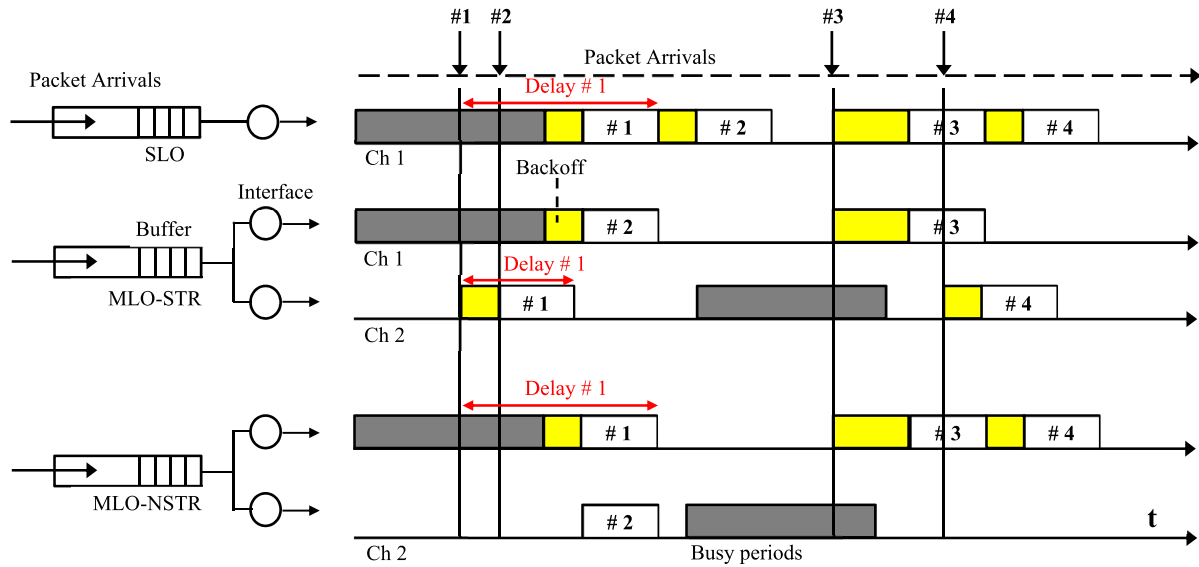 #1 #2 #3 #4
Packet Arrivals
Packet Arrivals
Delay # 1
# 1 # 2 # 3 # 4
SLO
Ch 1
Backoff
Interface
Buffer
# 2 # 3
Ch 1
Delay # 1
MLO-STR
# 1 # 4
Ch 2
Delay # 1
# 1 # 3 # 4
MLO-NSTR
# 2
t
Ch 2
Busy periods